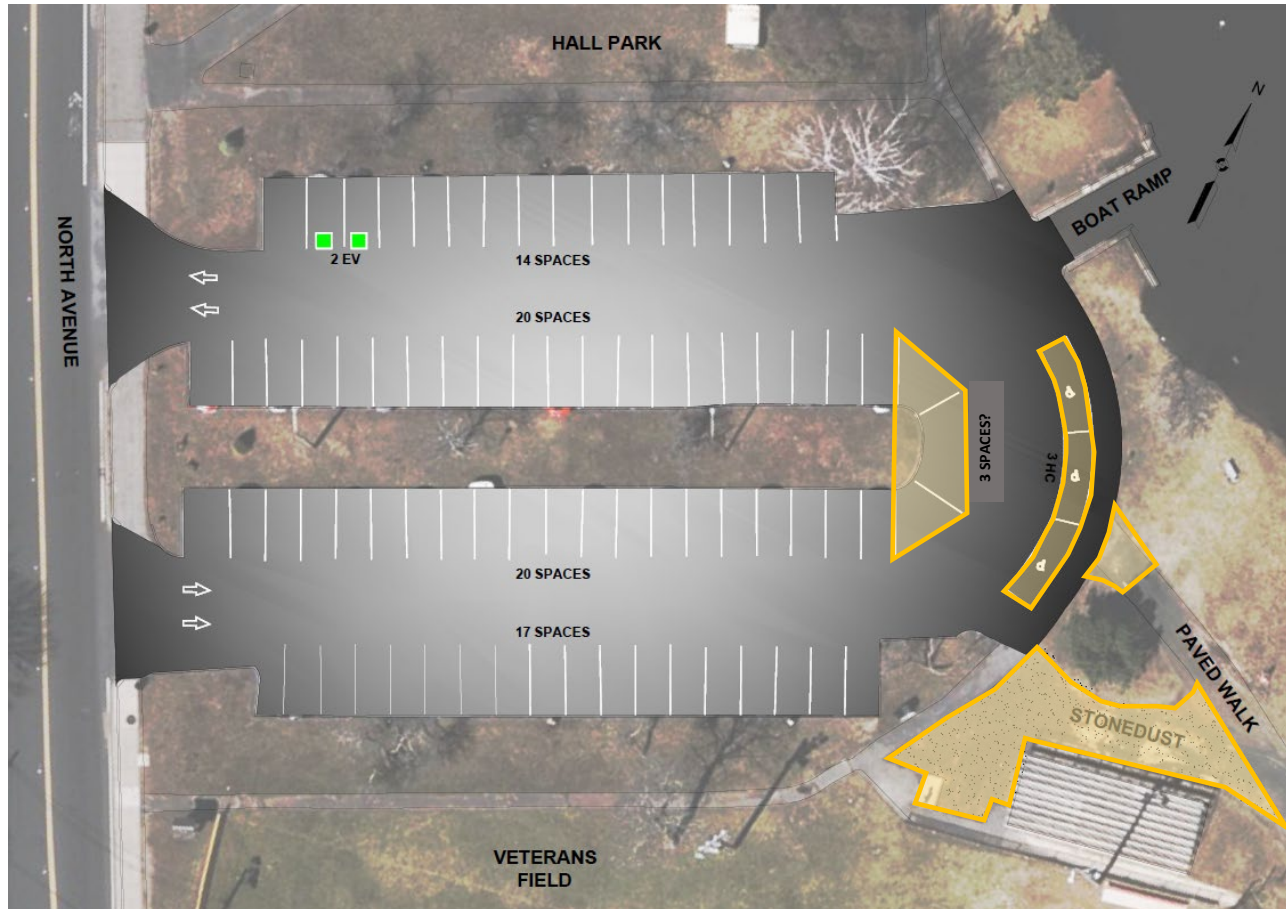 HALL PARK
N
BOAT RAMP
NORTH AVENUE
2 EV
14 SPACES
20 SPACES
3 SPACES?
3 HC
20 SPACES
17 SPACES
PAVED WALK
STONEDUST
VETERANS
FIELD